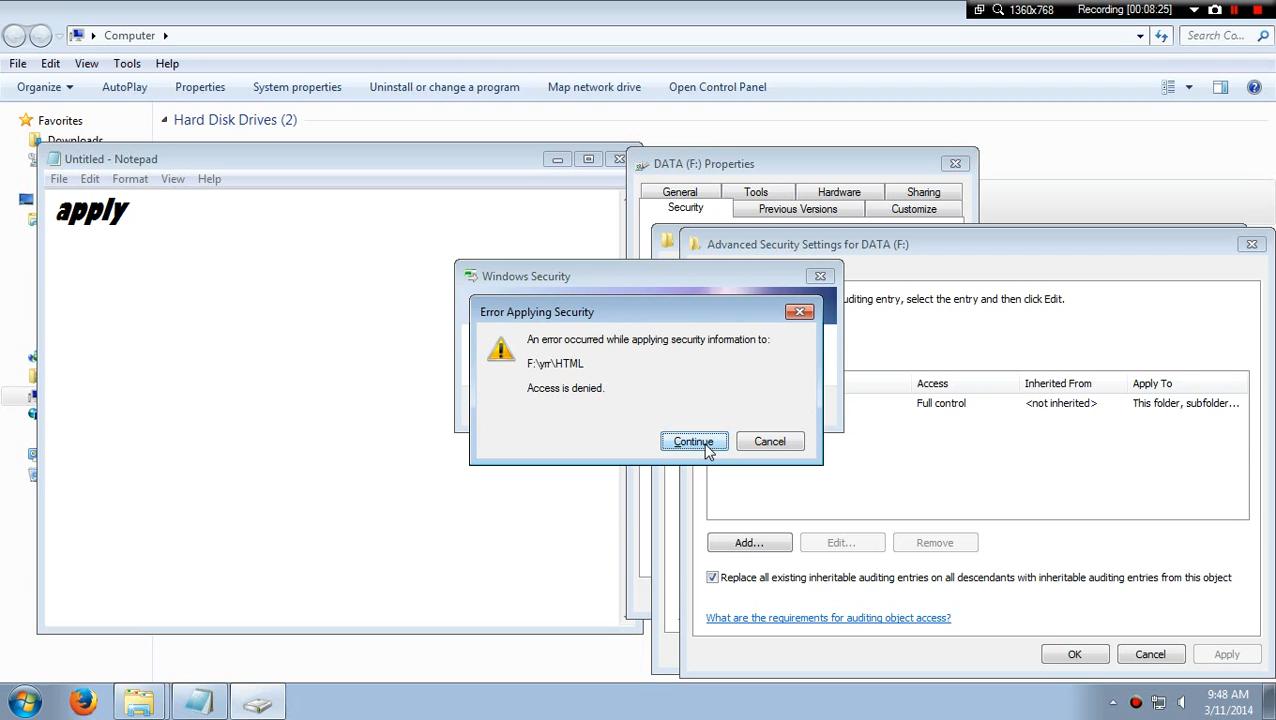 1360x768 Recording [00:08:25]
Computer
Search Co...
File Edit View Tools Help
Organize AutoPlay Properties System properties Uninstall or change a program Map network drive Open Control Panel
Favorites
Hard Disk Drives (2)
Downloads
Untitled - Notepad
File Edit Format View Help
apply
DATA (F:) Properties
General Tools Hardware Sharing
Security Previous Versions Customize
Advanced Security Settings for DATA (F:)
Windows Security
uditing entry, select the entry and then click Edit.
Error Applying Security
An error occurred while applying security information to:
F:\yrr\HTML
Access is denied.
Continue Cancel
Access Inherited From Apply To
Full control <not inherited> This folder, subfolder...
Add... Edit... Remove
Replace all existing inheritable auditing entries on all descendants with inheritable auditing entries from this object
What are the requirements for auditing object access?
OK Cancel Apply
9:48 AM
3/11/2014